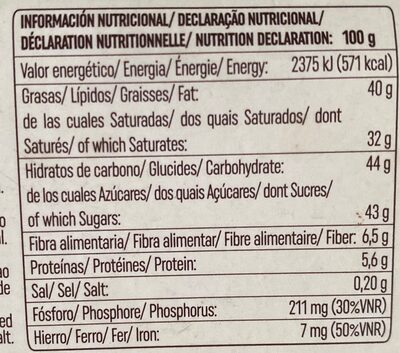 INFORMACIÓN NUTRICIONAL/ DECLARAÇÃO NUTRICIONAL/
DÉCLARATION NUTRITIONNELLE/ NUTRITION DECLARATION: 100 g
Valor energético/ Energia/ Énergie/ Energy: 2375 kJ (571 kcal)
Grasas/ Lípidos/ Graisses/ Fat: 40 g
de las cuales Saturadas/ dos quais Saturados/ dont
Saturés/ of which Saturates: 32 g
Hidratos de carbono/ Glucides/ Carbohydrate: 44 g
de los cuales Azúcares/ dos quais Açúcares/ dont Sucres/
of which Sugars: 43 g
Fibra alimentaria/ Fibra alimentar/ Fibre alimentaire/ Fiber: 6,5 g
Proteínas/ Protéines/ Protein: 5,6 g
Sal/ Sel/ Salt: 0,20 g
Fósforo/ Phosphore/ Phosphorus: 211 mg (30%VNR)
Hierro/ Ferro/ Fer/ Iron: 7 mg (50%VNR)